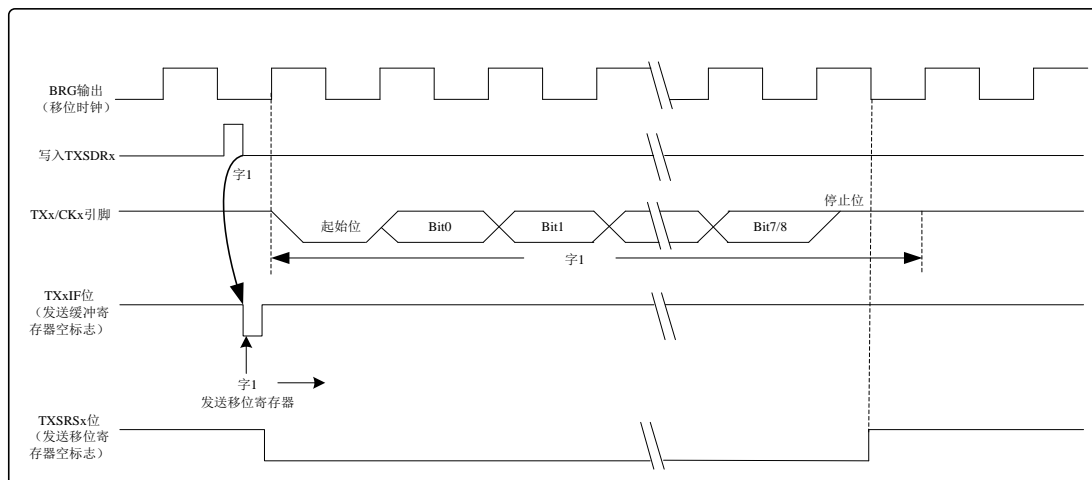 BRG输出
（移位时钟）
写入TXSDRx
字1
TXx/CKx引脚
起始位
Bit0
Bit1
Bit7/8
停止位
字1
TXxIF位
（发送缓冲寄
存器空标志）
字1
发送移位寄存器
TXSRSx位
（发送移位寄
存器空标志）